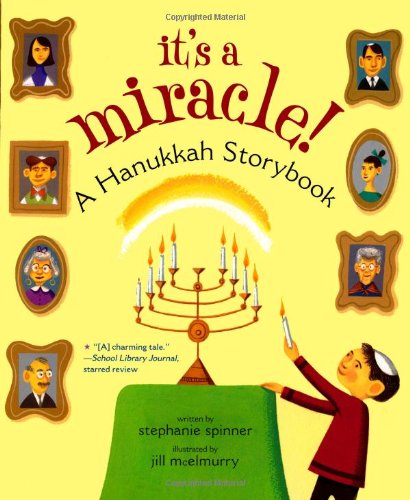 Copyrighted Material
it's a
miracle!
A Hanukkah Storybook
★ "[A] charming tale."
—School Library Journal,
starred review
written by
stephanie spinner
illustrated by
jill mcelmurry
Copyrighted Material